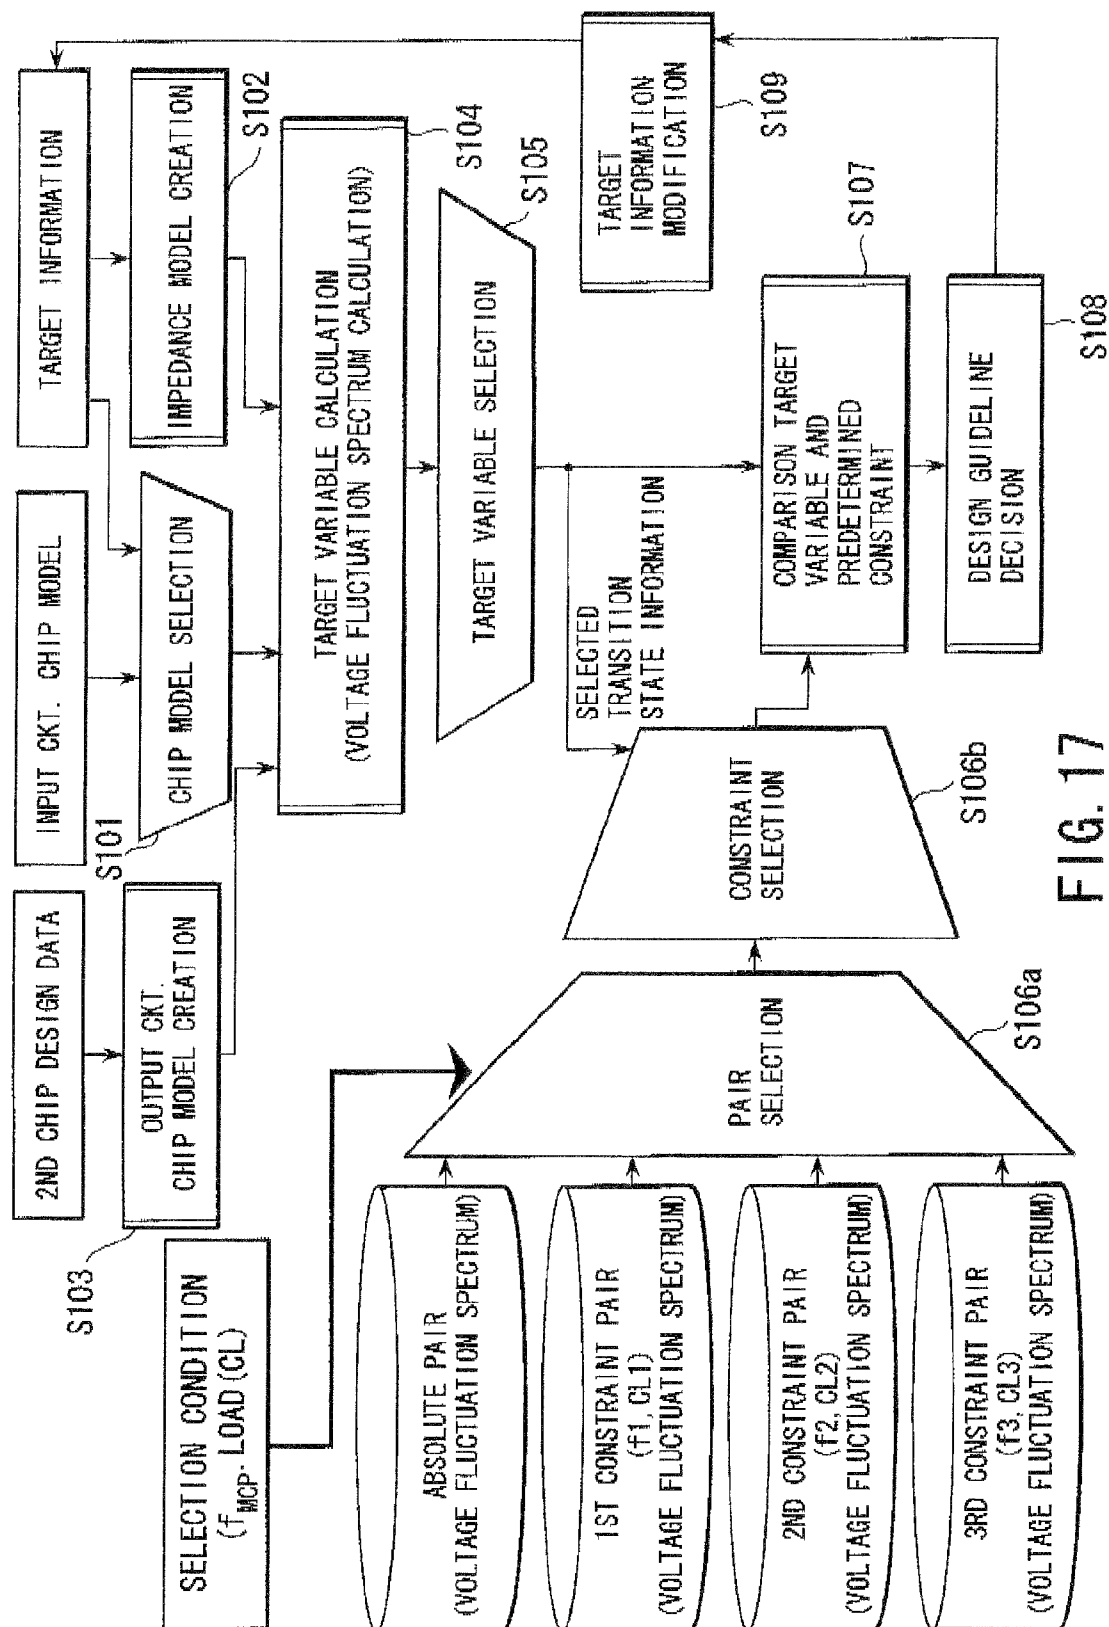 TARGET INFORMATION
IMPEDANCE MODEL CREATION
S102
INPUT CKT. CHIP MODEL
CHIP MODEL SELECTION
S101
2ND CHIP DESIGN DATA
OUTPUT CKT.
CHIP MODEL CREATION
S103
SELECTION CONDITION
(fMCP. LOAD(CL)
TARGET VARIABLE CALCULATION
(VOLTAGE FLUCTUATION SPECTRUM CALCULATION)
S104
TARGET VARIABLE SELECTION
S105
SELECTED
TRANSITION
STATE INFORMATION
TARGET
INFORMATION
MODIFICATION
S109
ABSOLUTE PAIR
(VOLTAGE FLUCTUATION SPECTRUM)
1ST CONSTRAINT PAIR
(f1, CL1)
(VOLTAGE FLUCTUATION SPECTRUM)
2ND CONSTRAINT PAIR
(f2, CL2)
(VOLTAGE FLUCTUATION SPECTRUM)
3RD CONSTRAINT PAIR
(f3, CL3)
(VOLTAGE FLUCTUATION SPECTRUM)
PAIR
SELECTION
S106a
CONSTRAINT
SELECTION
S106b
COMPARISON TARGET
VARIABLE AND
PREDETERMINED
CONSTRAINT
S107
DESIGN GUIDELINE
DECISION
S108
FIG. 17